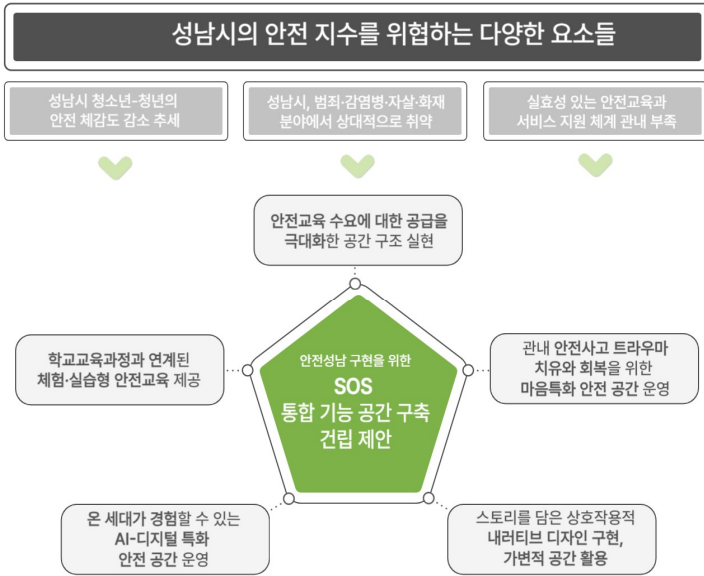 성남시의 안전 지수를 위협하는 다양한 요소들
성남시 청소년-청년의
안전 체감도 감소 추세
성남시, 범죄·감염병·자살·화재
분야에서 상대적으로 취약
실효성 있는 안전교육과
서비스 지원 체계 관내 부족
안전교육 수요에 대한 공급을
극대화한 공간 구조 실현
학교교육과정과 연계된
체험·실습형 안전교육 제공
안전성남 구현을 위한
SOS
통합 기능 공간 구축
건립 제안
관내 안전사고 트라우마
치유와 회복을 위한
마음특화 안전 공간 운영
온 세대가 경험할 수 있는
AI-디지털 특화
안전 공간 운영
스토리를 담은 상호작용적
내러티브 디자인 구현,
가변적 공간 활용